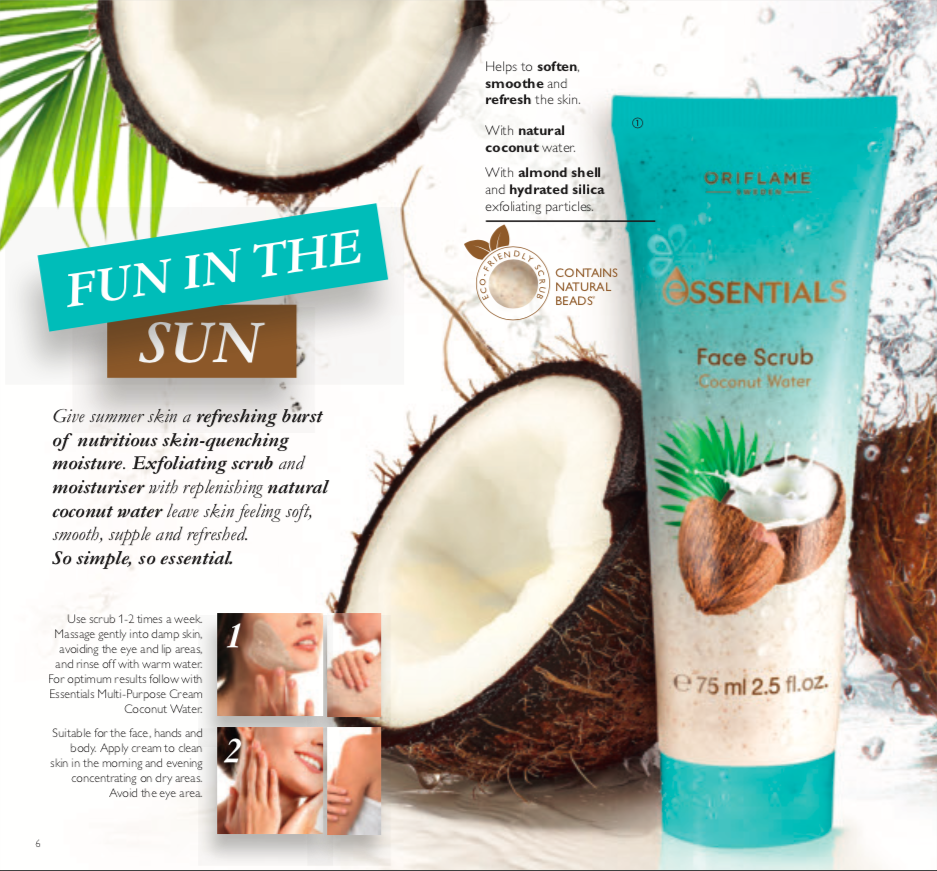 Helps to soften,
smoothe and
refresh the skin.
With natural
coconut water.
With almond shell
and hydrated silica
exfoliating particles.
①
ORIFLAME
SWEDEN
ECO-FRIENDLY SCRUB
CONTAINS
NATURAL
BEADS*
ESSENTIALS
Face Scrub
Coconut Water
℮ 75 ml 2.5 fl.oz.
FUN IN THE
SUN
Give summer skin a refreshing burst
of nutritious skin-quenching
moisture. Exfoliating scrub and
moisturiser with replenishing natural
coconut water leave skin feeling soft,
smooth, supple and refreshed.
So simple, so essential.
Use scrub 1-2 times a week.
Massage gently into damp skin,
avoiding the eye and lip areas,
and rinse off with warm water.
For optimum results follow with
Essentials Multi-Purpose Cream
Coconut Water.
1
Suitable for the face, hands and
body. Apply cream to clean
skin in the morning and evening
concentrating on dry areas.
Avoid the eye area.
2
6